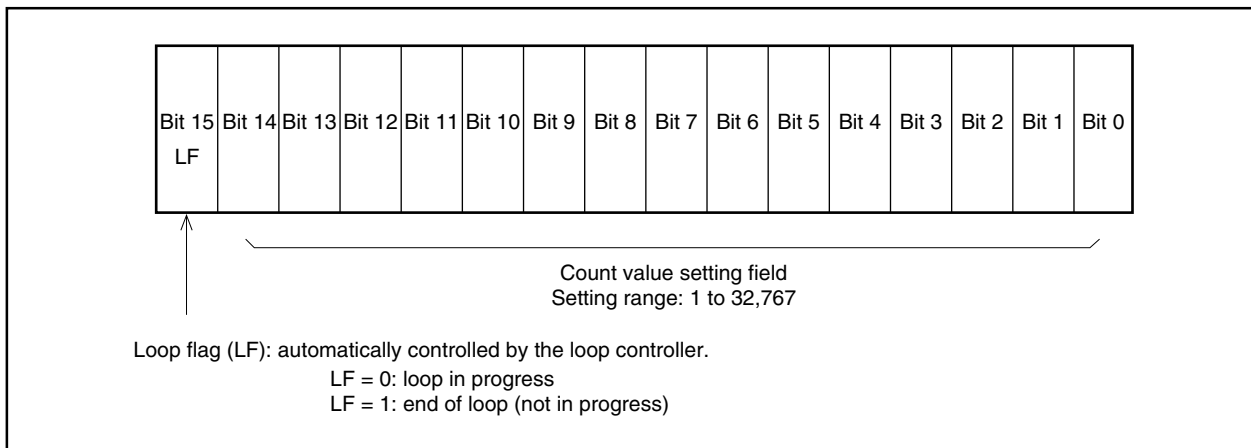 Bit 15 Bit 14 Bit 13 Bit 12 Bit 11 Bit 10 Bit 9 Bit 8 Bit 7 Bit 6 Bit 5 Bit 4 Bit 3 Bit 2 Bit 1 Bit 0
LF
Count value setting field
Setting range: 1 to 32,767
Loop flag (LF): automatically controlled by the loop controller.
LF = 0: loop in progress
LF = 1: end of loop (not in progress)